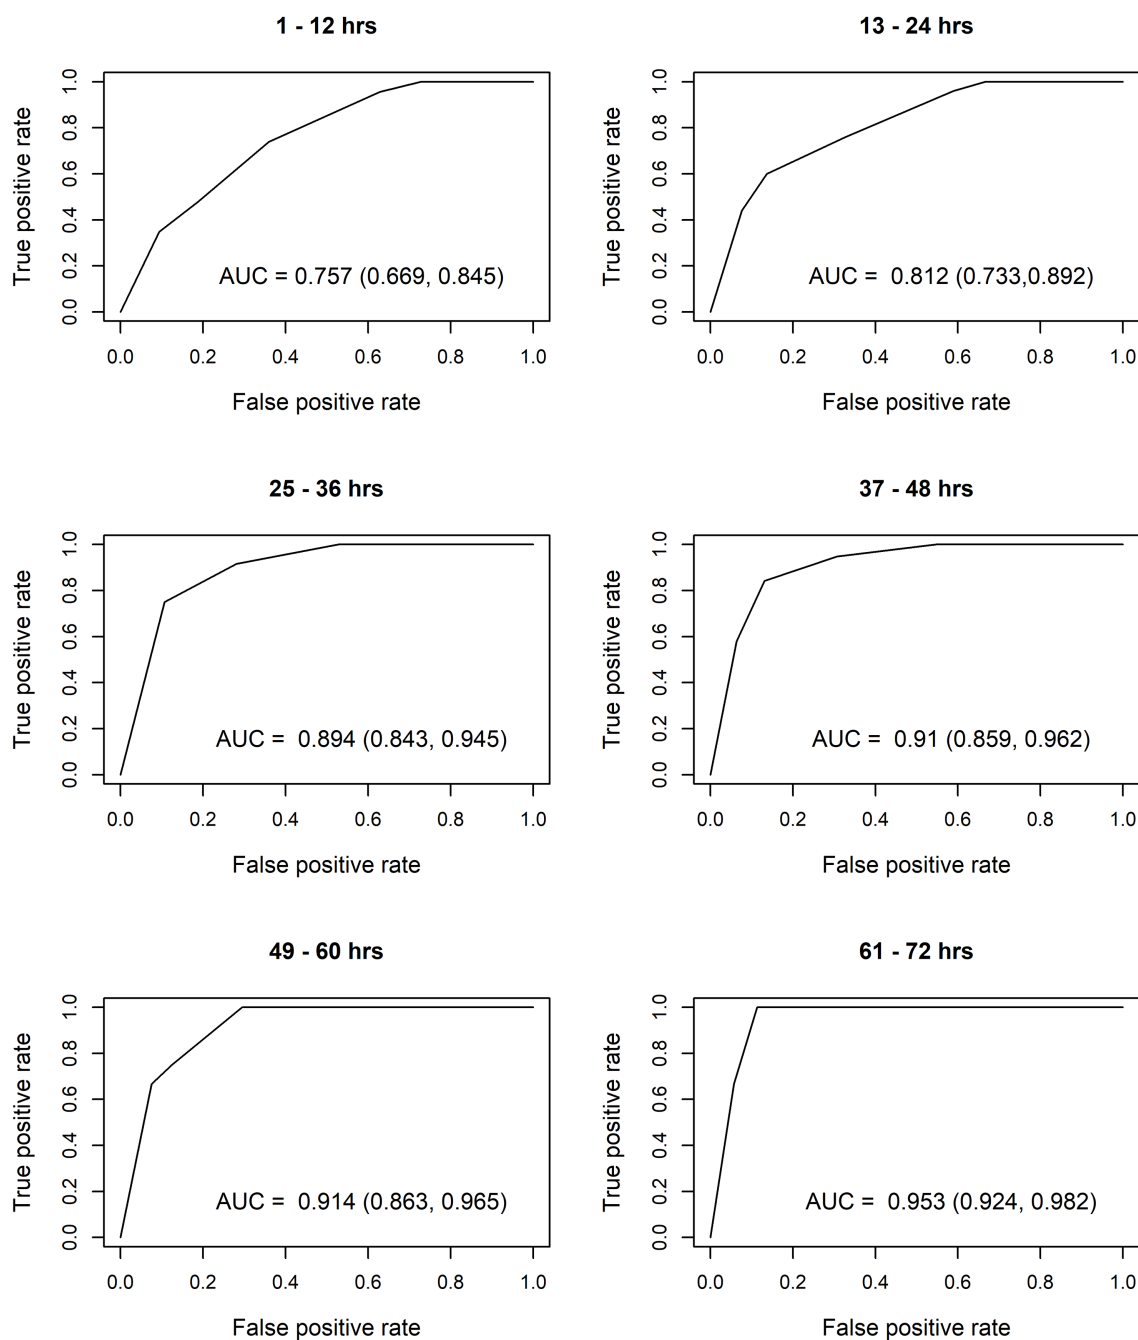 1 - 12 hrs
True positive rate
1.0
0.8
0.6
0.4
0.2
0.0
AUC = 0.757 (0.669, 0.845)
0.0 0.2 0.4 0.6 0.8 1.0
False positive rate
13 - 24 hrs
True positive rate
1.0
0.8
0.6
0.4
0.2
0.0
AUC = 0.812 (0.733,0.892)
0.0 0.2 0.4 0.6 0.8 1.0
False positive rate
25 - 36 hrs
True positive rate
1.0
0.8
0.6
0.4
0.2
0.0
AUC = 0.894 (0.843, 0.945)
0.0 0.2 0.4 0.6 0.8 1.0
False positive rate
37 - 48 hrs
True positive rate
1.0
0.8
0.6
0.4
0.2
0.0
AUC = 0.91 (0.859, 0.962)
0.0 0.2 0.4 0.6 0.8 1.0
False positive rate
49 - 60 hrs
True positive rate
1.0
0.8
0.6
0.4
0.2
0.0
AUC = 0.914 (0.863, 0.965)
0.0 0.2 0.4 0.6 0.8 1.0
False positive rate
61 - 72 hrs
True positive rate
1.0
0.8
0.6
0.4
0.2
0.0
AUC = 0.953 (0.924, 0.982)
0.0 0.2 0.4 0.6 0.8 1.0
False positive rate